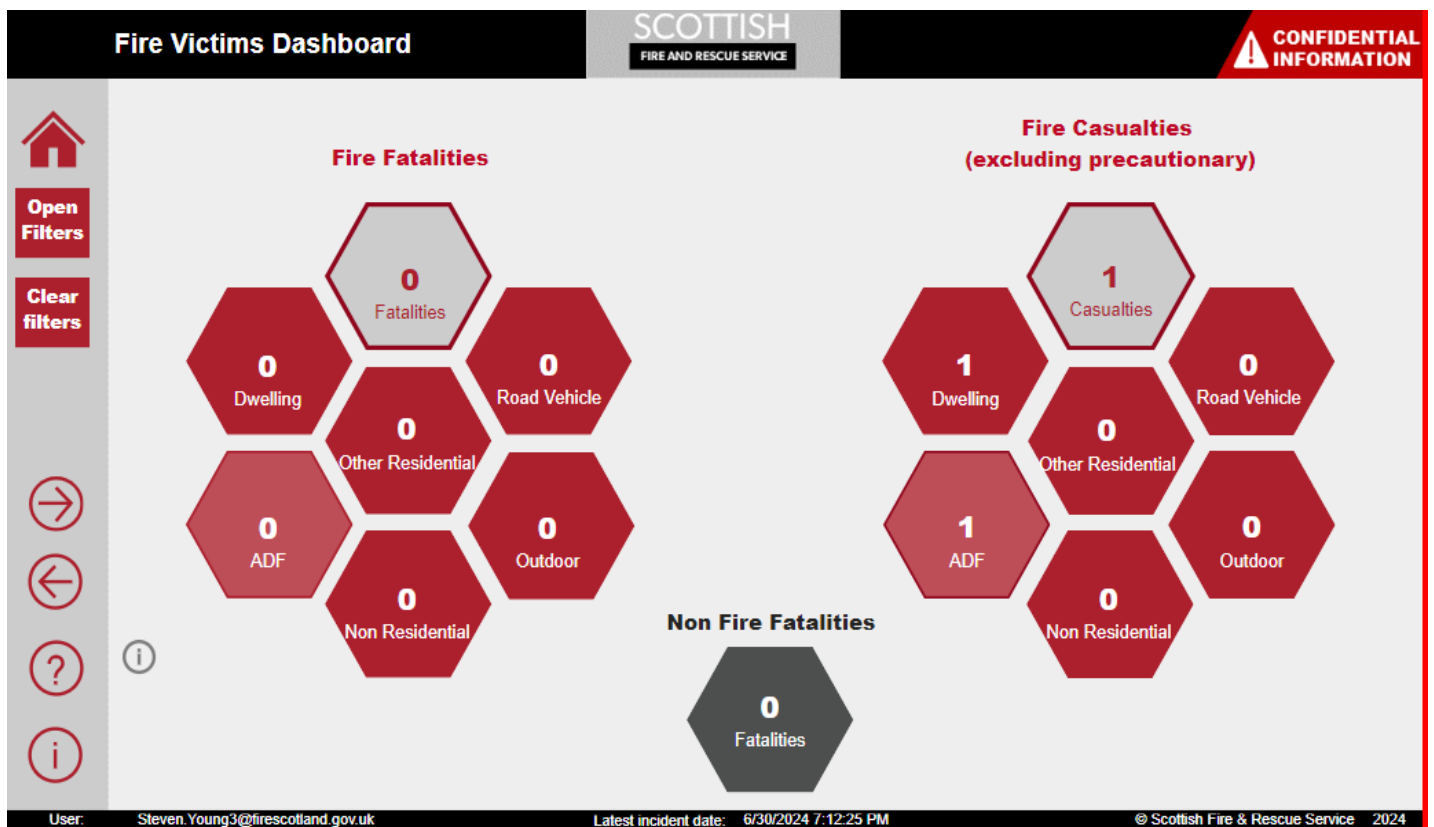 Fire Victims Dashboard
SCOTTISH
FIRE AND RESCUE SERVICE
CONFIDENTIAL
INFORMATION
Open
Filters
Clear
filters
Fire Fatalities
0
Fatalities
0
Dwelling
0
Road Vehicle
0
Other Residential
0
ADF
0
Outdoor
0
Non Residential
Fire Casualties
(excluding precautionary)
1
Casualties
1
Dwelling
0
Road Vehicle
0
Other Residential
1
ADF
0
Outdoor
0
Non Residential
Non Fire Fatalities
0
Fatalities
?
i
i
User: Steven.Young3@firescotland.gov.uk Latest incident date: 6/30/2024 7:12:25 PM © Scottish Fire & Rescue Service 2024